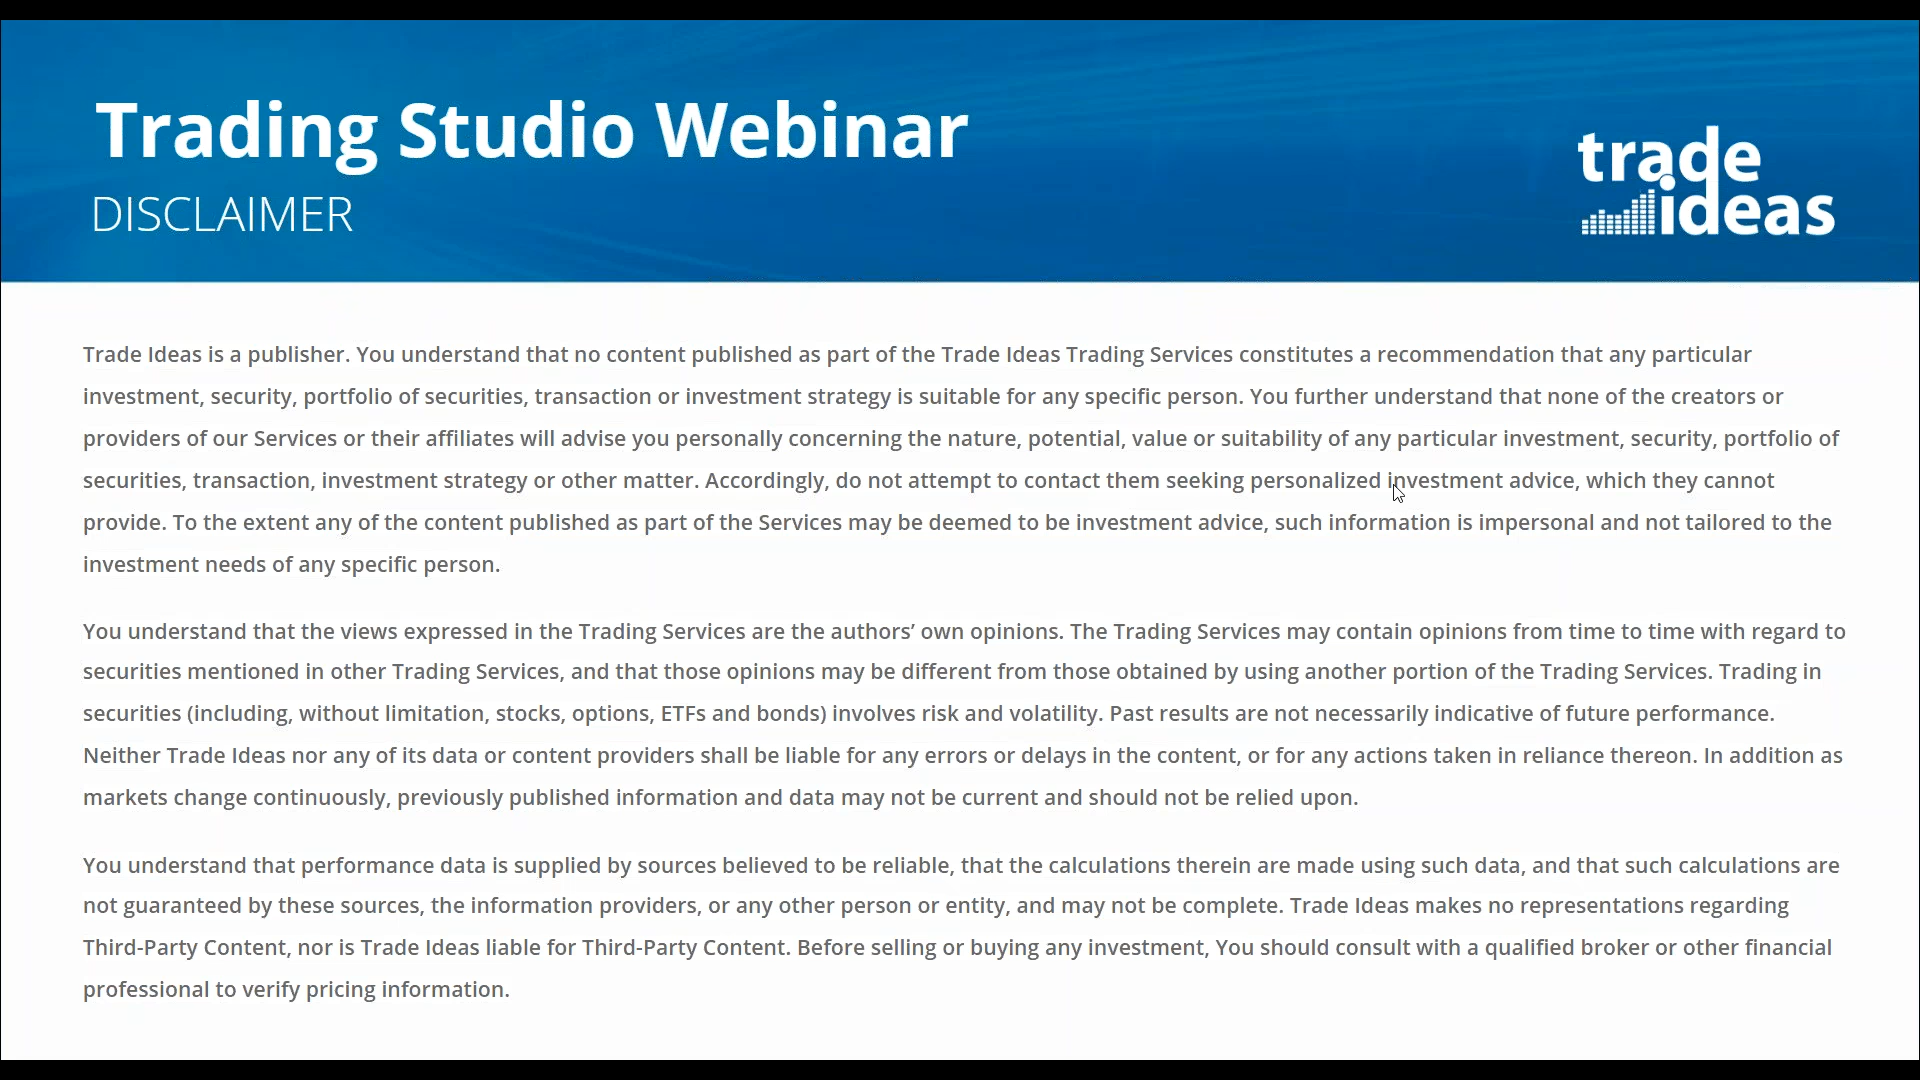 Trading Studio Webinar
DISCLAIMER
trade
ideas
Trade Ideas is a publisher. You understand that no content published as part of the Trade Ideas Trading Services constitutes a recommendation that any particular
investment, security, portfolio of securities, transaction or investment strategy is suitable for any specific person. You further understand that none of the creators or
providers of our Services or their affiliates will advise you personally concerning the nature, potential, value or suitability of any particular investment, security, portfolio of
securities, transaction, investment strategy or other matter. Accordingly, do not attempt to contact them seeking personalized investment advice, which they cannot
provide. To the extent any of the content published as part of the Services may be deemed to be investment advice, such information is impersonal and not tailored to the
investment needs of any specific person.
You understand that the views expressed in the Trading Services are the authors’ own opinions. The Trading Services may contain opinions from time to time with regard to
securities mentioned in other Trading Services, and that those opinions may be different from those obtained by using another portion of the Trading Services. Trading in
securities (including, without limitation, stocks, options, ETFs and bonds) involves risk and volatility. Past results are not necessarily indicative of future performance.
Neither Trade Ideas nor any of its data or content providers shall be liable for any errors or delays in the content, or for any actions taken in reliance thereon. In addition as
markets change continuously, previously published information and data may not be current and should not be relied upon.
You understand that performance data is supplied by sources believed to be reliable, that the calculations therein are made using such data, and that such calculations are
not guaranteed by these sources, the information providers, or any other person or entity, and may not be complete. Trade Ideas makes no representations regarding
Third-Party Content, nor is Trade Ideas liable for Third-Party Content. Before selling or buying any investment, You should consult with a qualified broker or other financial
professional to verify pricing information.